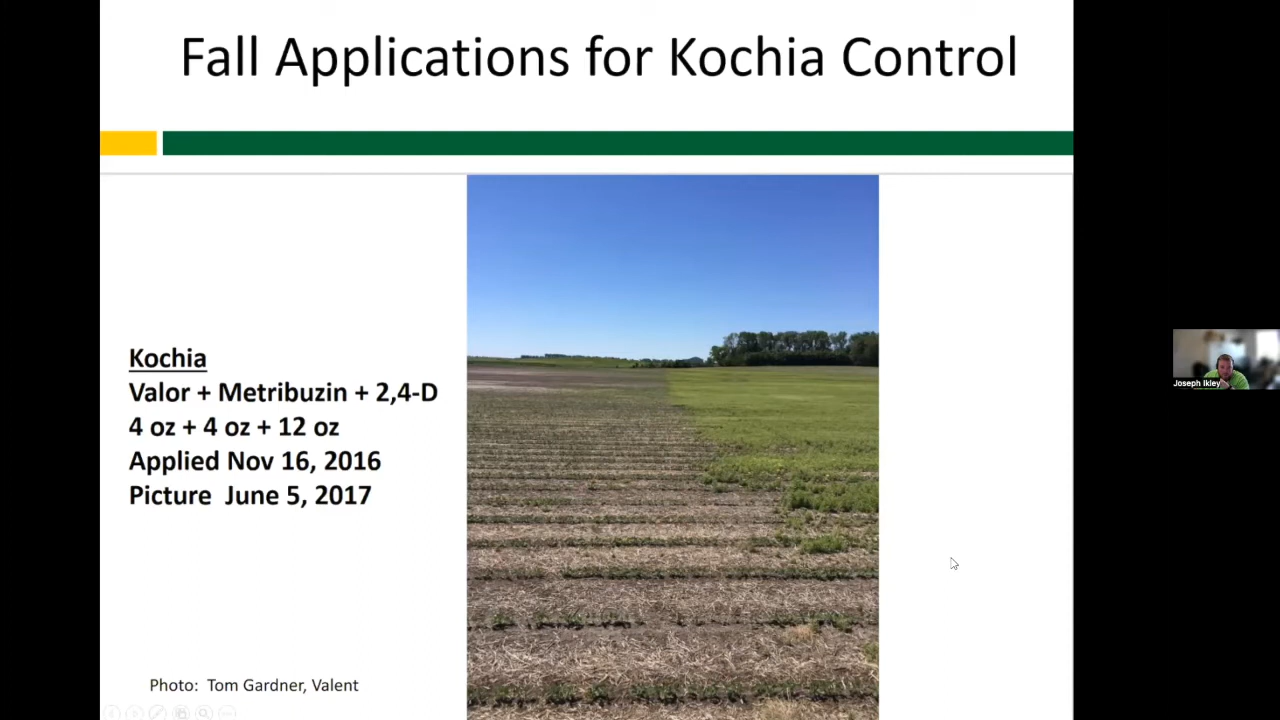 Fall Applications for Kochia Control
Kochia
Valor + Metribuzin + 2,4-D
4 oz + 4 oz + 12 oz
Applied Nov 16, 2016
Picture  June 5, 2017
Photo:  Tom Gardner, Valent
Joseph Ikley